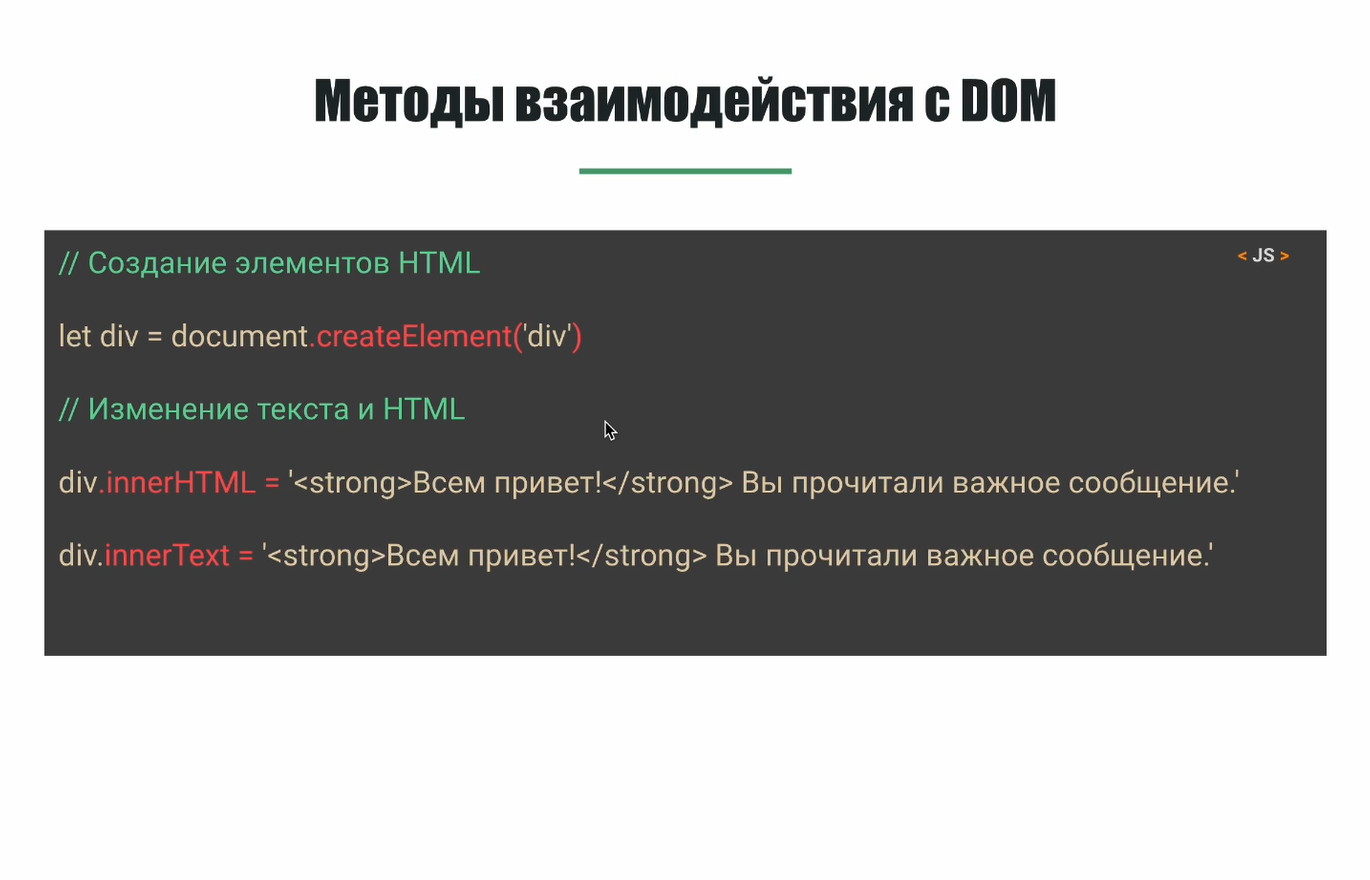 Методы взаимодействия с DOM
// Создание элементов HTML
< JS >
let div = document.createElement('div')
// Изменение текста и HTML
div.innerHTML = '<strong>Всем привет!</strong> Вы прочитали важное сообщение.'
div.innerText = '<strong>Всем привет!</strong> Вы прочитали важное сообщение.'